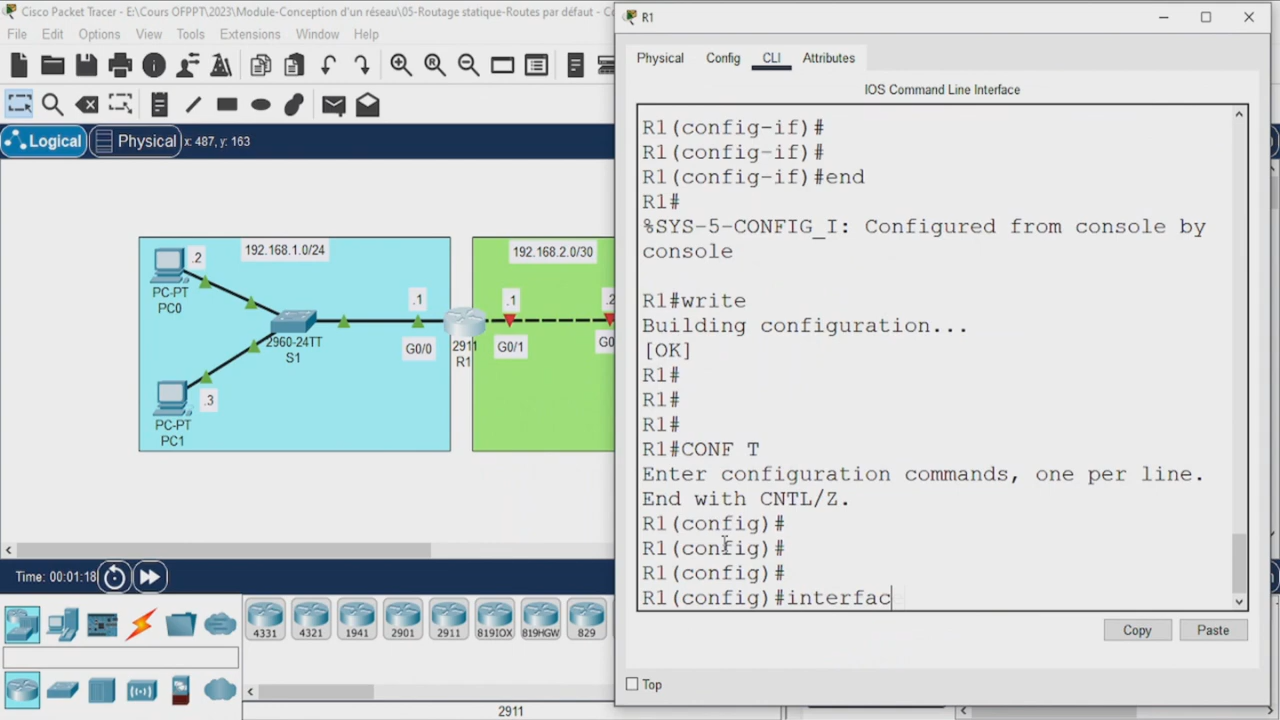 Cisco Packet Tracer - E:\Cours OFPPT\2023\Module-Conception d'un réseau\05-Routage statique-Routes par défaut - Co
File Edit Options View Tools Extensions Window Help
Logical Physical x: 487, y: 163
192.168.1.0/24
192.168.2.0/30
.2
PC-PT
PC0
.1
.1
.2
2960-24TT
S1
G0/0
2911
R1
G0/1
G0
.3
PC-PT
PC1
Time: 00:01:18
4331 4321 1941 2901 2911 819IOX 819HGW 829
2911
R1
Physical Config CLI Attributes
IOS Command Line Interface
R1(config-if)#
R1(config-if)#
R1(config-if)#end
R1#
%SYS-5-CONFIG_I: Configured from console by
console
R1#write
Building configuration...
[OK]
R1#
R1#
R1#
R1#CONF T
Enter configuration commands, one per line.
End with CNTL/Z.
R1(config)#
R1(config)#
R1(config)#
R1(config)#interfac
Copy Paste
Top